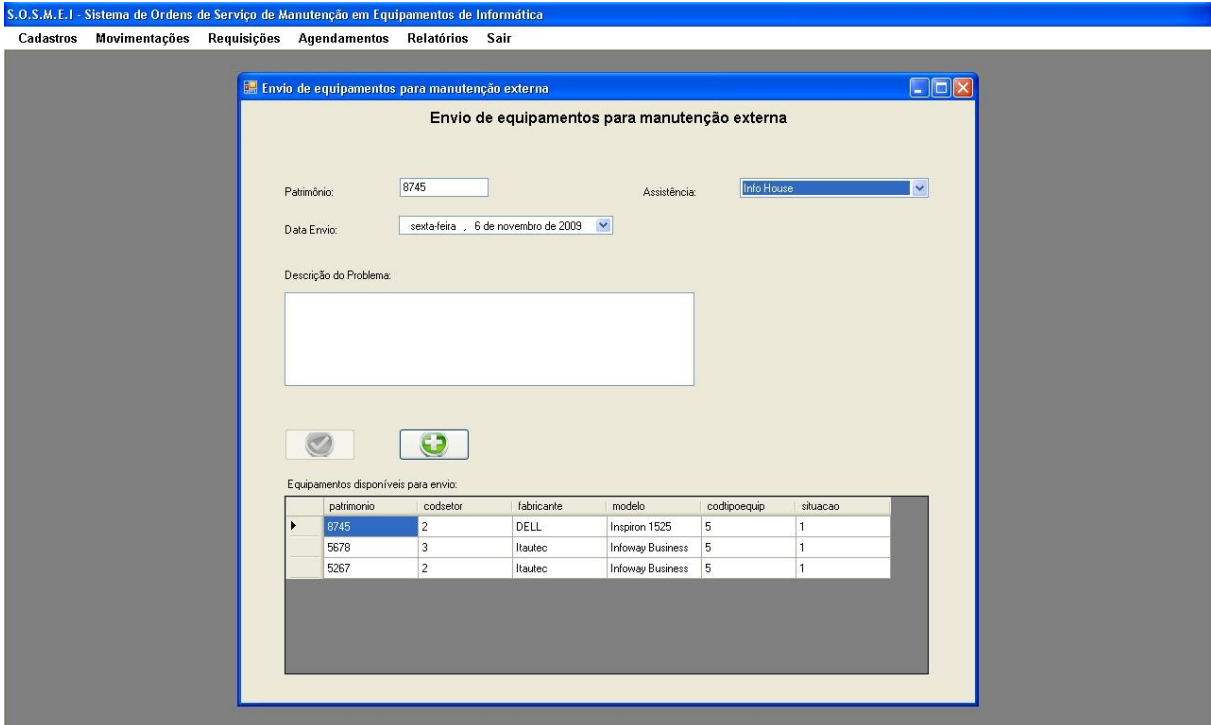 S.O.S.M.E.I - Sistema de Ordens de Serviço de Manutenção em Equipamentos de Informática
Cadastros Movimentações Requisições Agendamentos Relatórios Sair
Envio de equipamentos para manutenção externa
Envio de equipamentos para manutenção externa
Patrimônio: 8745 Assistência: Info House
Data Envio: sexta-feira , 6 de novembro de 2009
Descrição do Problema:
Equipamentos disponíveis para envio:
patrimonio codsetor fabricante modelo codtipoequip situacao
8745 2 DELL Inspiron 1525 5 1
5678 3 Itautec Infoway Business 5 1
5267 2 Itautec Infoway Business 5 1